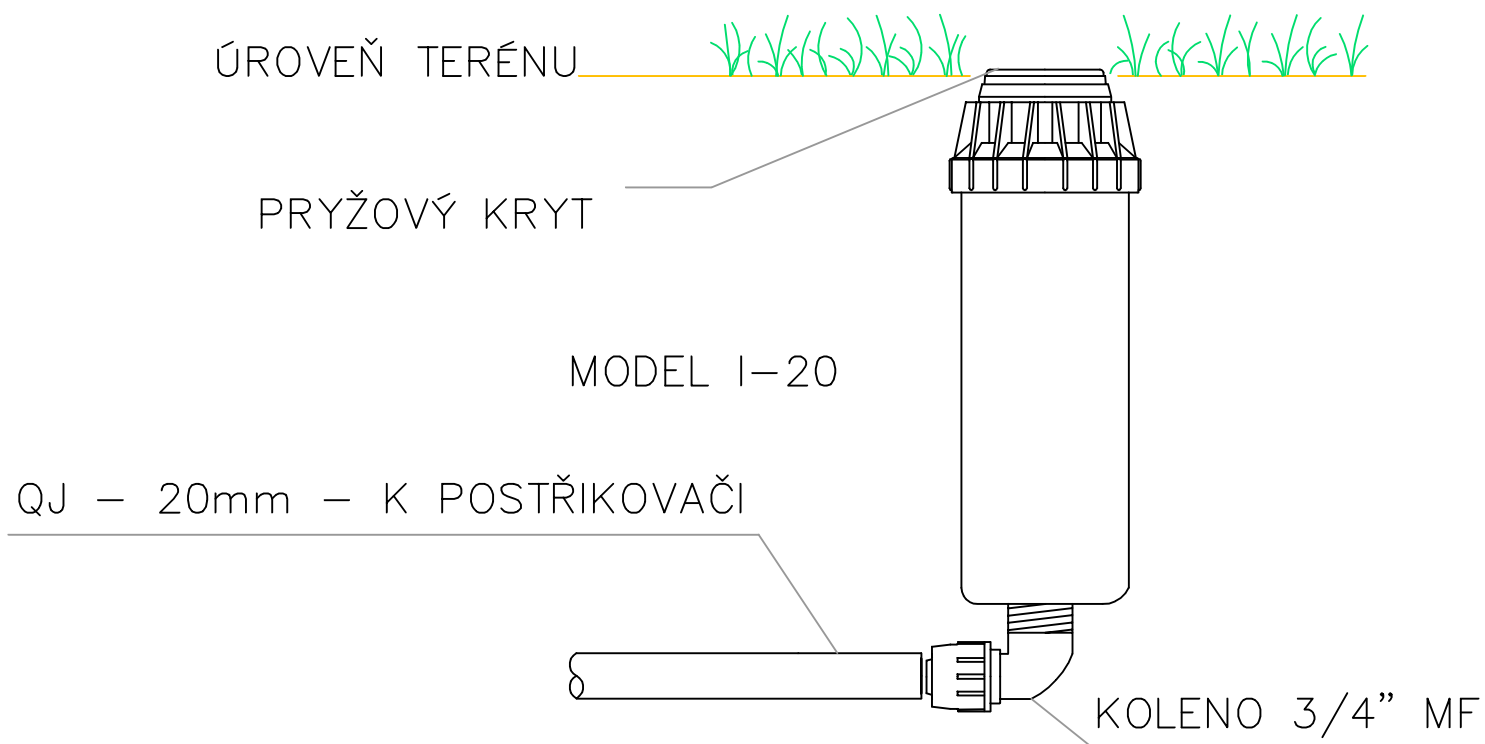 ÚROVEŇ TERÉNU
PRYŽOVÝ KRYT
MODEL I-20
QJ - 20mm - K POSTŘIKOVAČI
KOLENO 3/4" MF